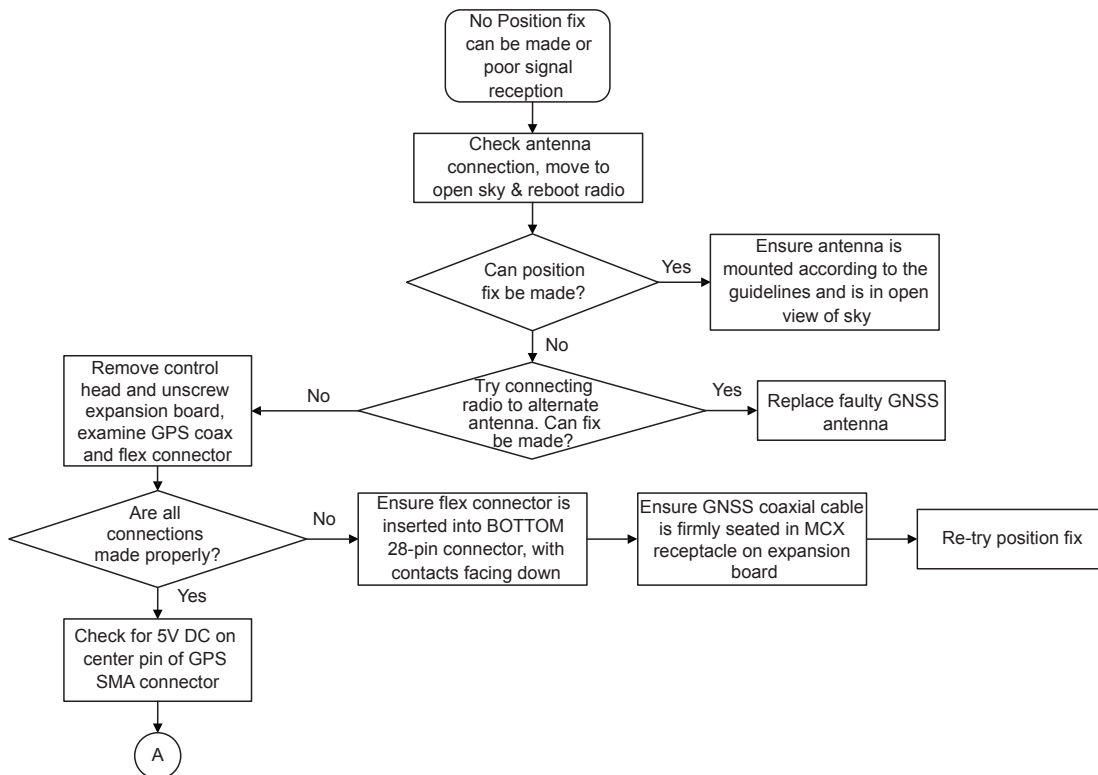 No Position fix
can be made or
poor signal
reception
Check antenna
connection, move to
open sky & reboot radio
Can position
fix be made?
Yes
Ensure antenna is
mounted according to the
guidelines and is in open
view of sky
No
Try connecting
radio to alternate
antenna. Can fix
be made?
Yes
Replace faulty GNSS
antenna
No
Remove control
head and unscrew
expansion board,
examine GPS coax
and flex connector
Are all
connections
made properly?
No
Ensure flex connector is
inserted into BOTTOM
28-pin connector, with
contacts facing down
Ensure GNSS coaxial cable
is firmly seated in MCX
receptacle on expansion
board
Re-try position fix
Yes
Check for 5V DC on
center pin of GPS
SMA connector
A